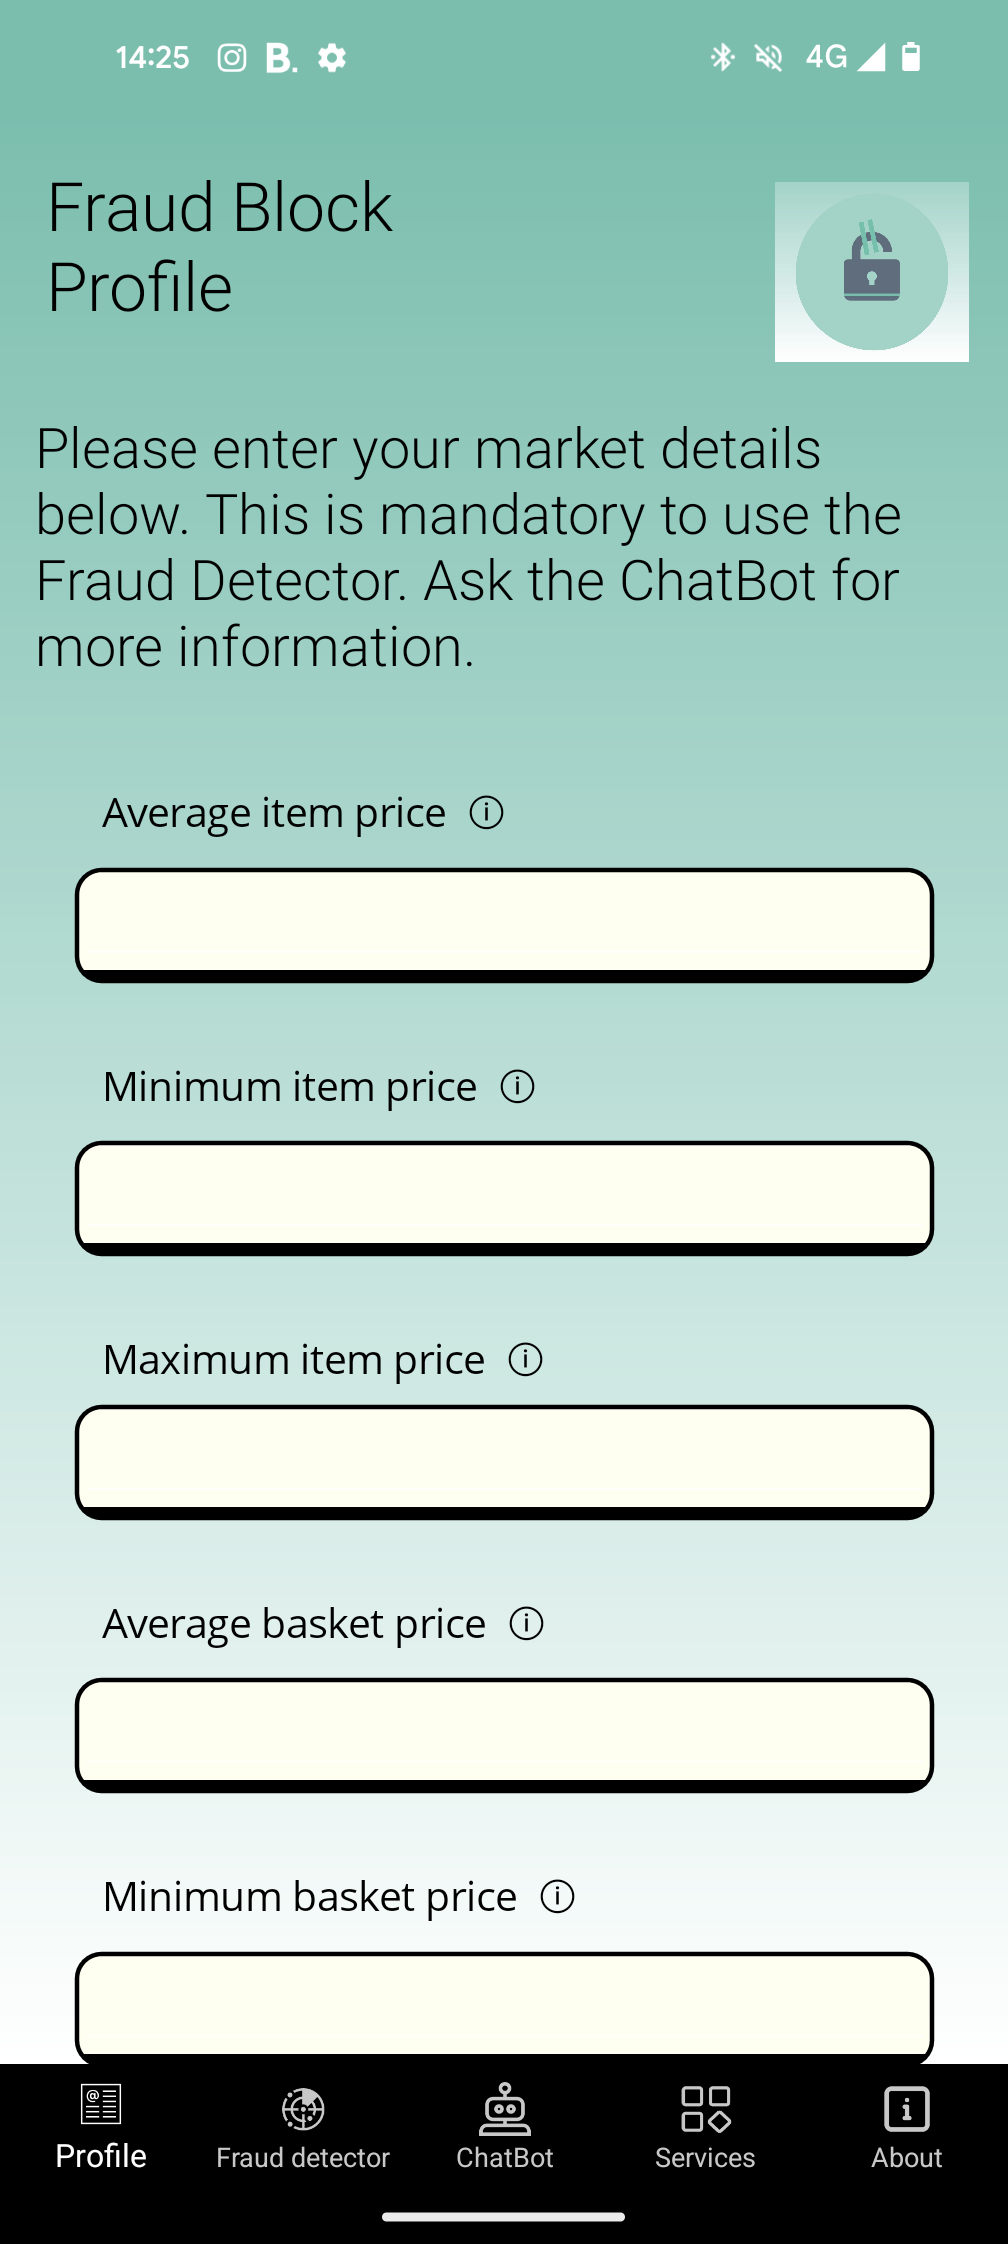 14:25 B. 4G
Fraud Block
Profile
Please enter your market details
below. This is mandatory to use the
Fraud Detector. Ask the ChatBot for
more information.
Average item price
Minimum item price
Maximum item price
Average basket price
Minimum basket price
Profile Fraud detector ChatBot Services About